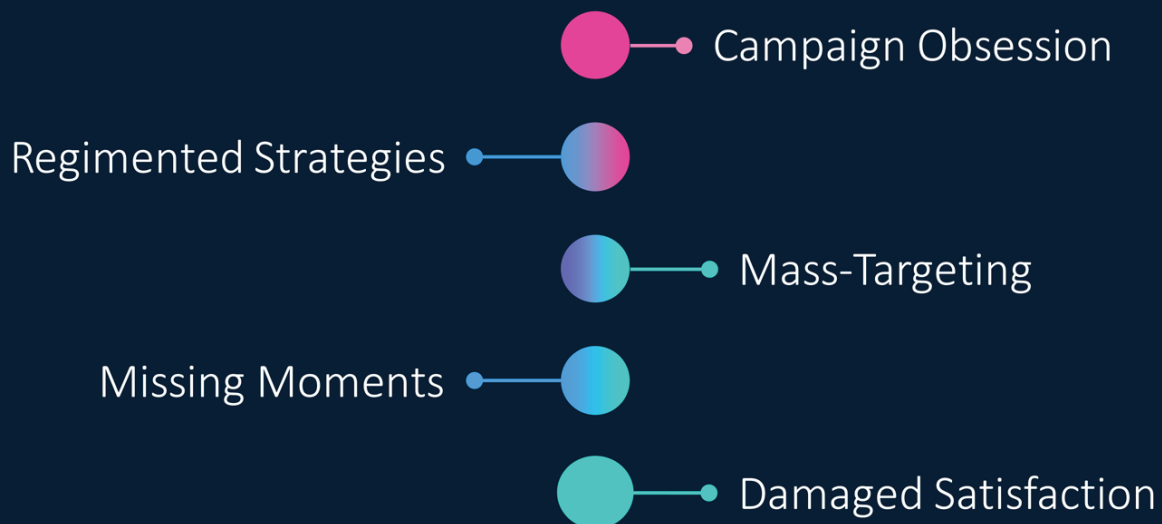 Campaign Obsession
Regimented Strategies
Mass-Targeting
Missing Moments
Damaged Satisfaction